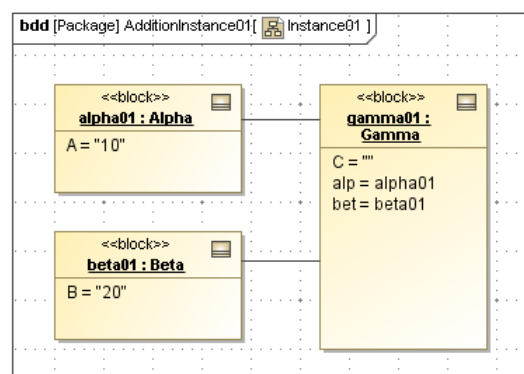 bdd [Package] AdditionInstance01[ Instance01 ]
<<block>>
alpha01 : Alpha
A = "10"
<<block>>
gamma01 :
Gamma
C = ""
alp = alpha01
bet = beta01
<<block>>
beta01 : Beta
B = "20"